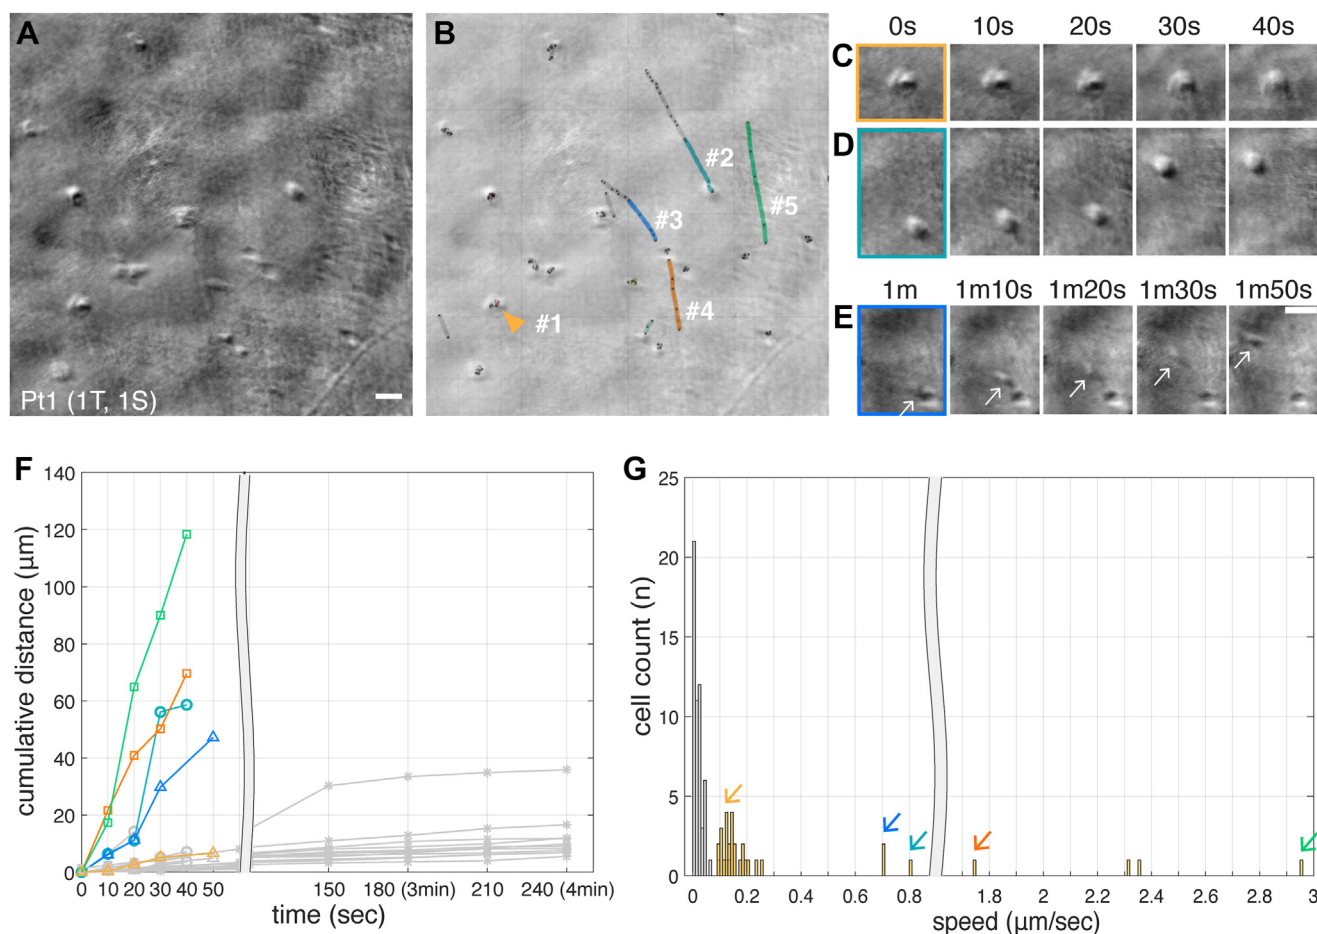 A
Pt1 (1T, 1S)
B
#1
#2
#3
#4
#5
0s 10s 20s 30s 40s
C
D
1m 1m10s 1m20s 1m30s 1m50s
E
F
140
120
100
80
60
40
20
0
cumulative distance (µm)
0 10 20 30 40 50 150 180 (3min) 210 240 (4min)
time (sec)
G
25
20
15
10
5
0
cell count (n)
0 0.2 0.4 0.6 0.8 1.8 2 2.2 2.4 2.6 2.8 3
speed (µm/sec)